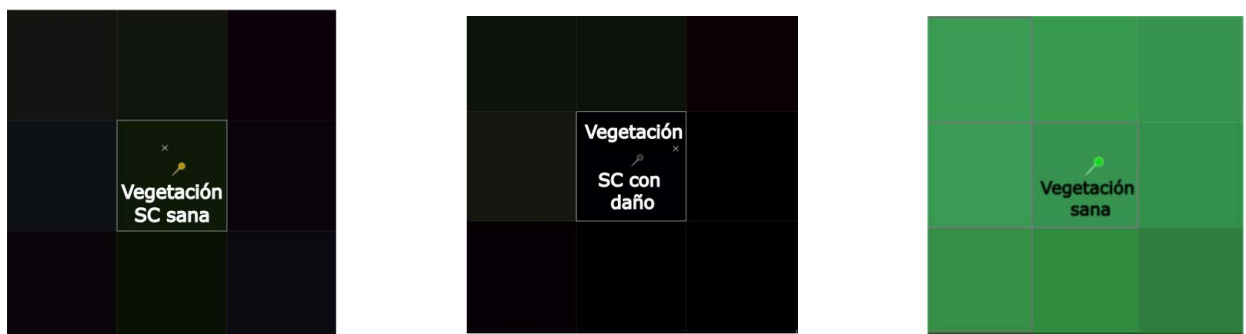 Vegetación
SC sana
Vegetación
SC con
daño
Vegetación
sana